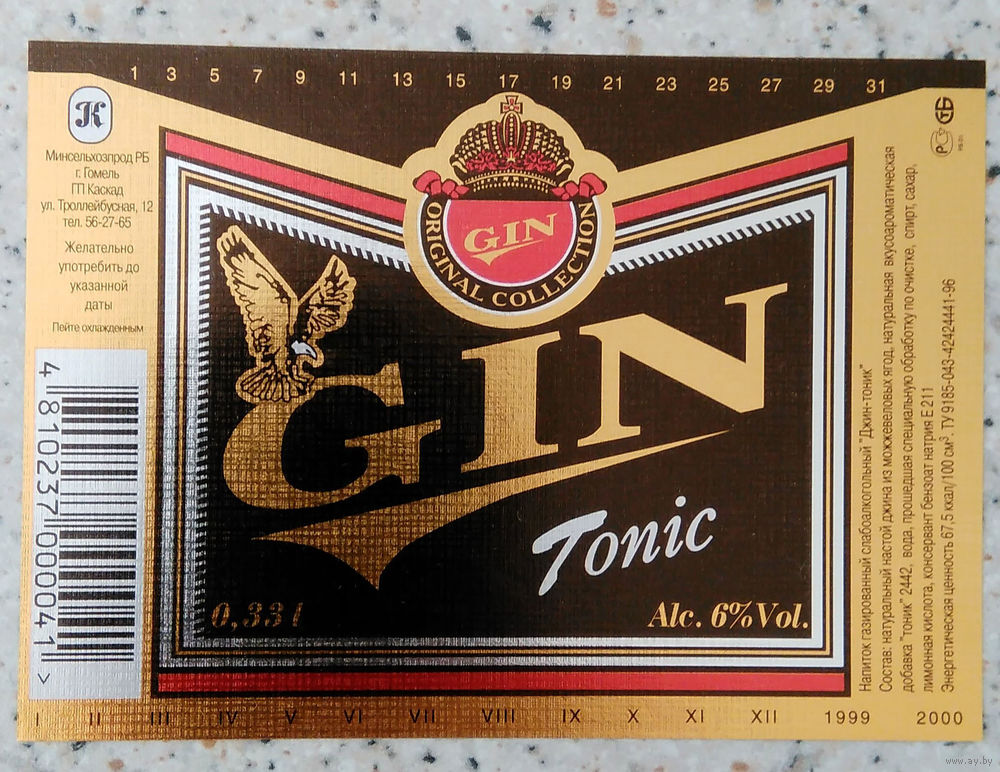 1 3 5 7 9 11 13 15 17 19 21 23 25 27 29 31
К
Минсельхозпрод РБ
г. Гомель
ГП Каскад
ул. Троллейбусная, 12
тел. 56-27-65
Желательно
употребить до
указанной
даты
Пейте охлажденным
4 810237 000041 >
GIN
ORIGINAL COLLECTION
GIN
Tonic
0,33 l
Alc. 6% Vol.
Напиток газированный слабоалкогольный "Джин-тоник"
Состав: натуральный настой джина из можжевеловых ягод, натуральная вкусоароматическая
добавка "тоник" 2442, вода, прошедшая специальную обработку по очистке, спирт, сахар,
лимонная кислота, консервант бензоат натрия Е 211
Энергетическая ценность 67,5 ккал/100 см³. ТУ 9185-043-42424441-96
РС
I II III IV V VI VII VIII IX X XI XII 1999 2000
www.ay.by